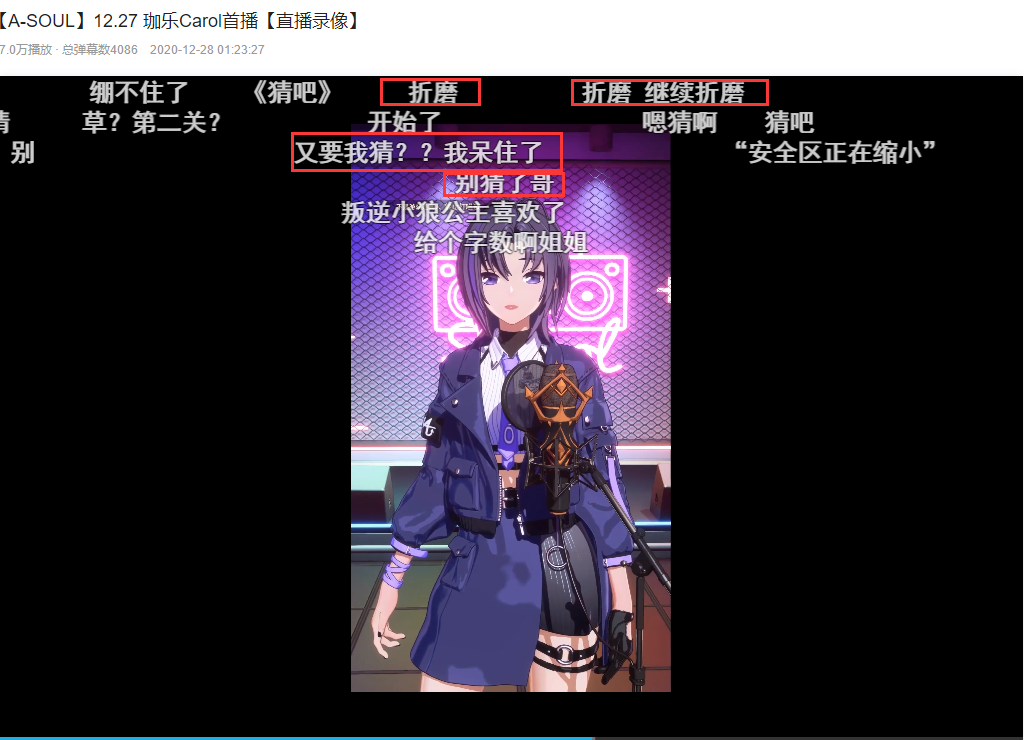 【A-SOUL】12.27 珈乐Carol首播【直播录像】
7.0万播放 · 总弹幕数4086 2020-12-28 01:23:27
绷不住了 《猜吧》 折磨 折磨 继续折磨
草？第二关？ 开始了 嗯猜啊 猜吧
别 又要我猜？？我呆住了 “安全区正在缩小”
别猜了哥
叛逆小狼公主喜欢了
给个字数啊姐姐